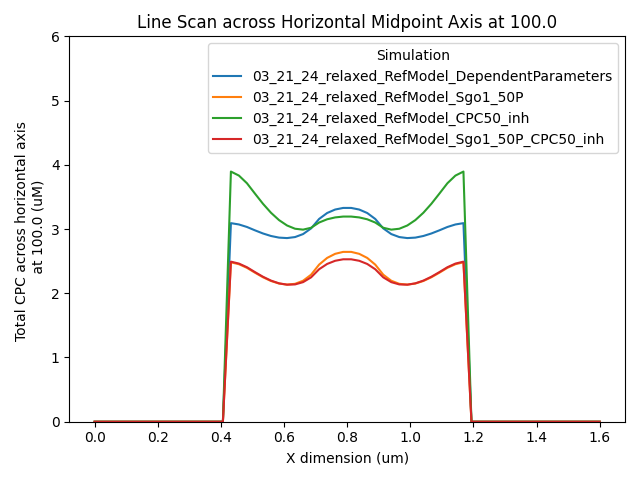 Line Scan across Horizontal Midpoint Axis at 100.0
Simulation
03_21_24_relaxed_RefModel_DependentParameters
03_21_24_relaxed_RefModel_Sgo1_50P
03_21_24_relaxed_RefModel_CPC50_inh
03_21_24_relaxed_RefModel_Sgo1_50P_CPC50_inh
Total CPC across horizontal axis
at 100.0 (uM)
6
5
4
3
2
1
0
0.0 0.2 0.4 0.6 0.8 1.0 1.2 1.4 1.6
X dimension (um)